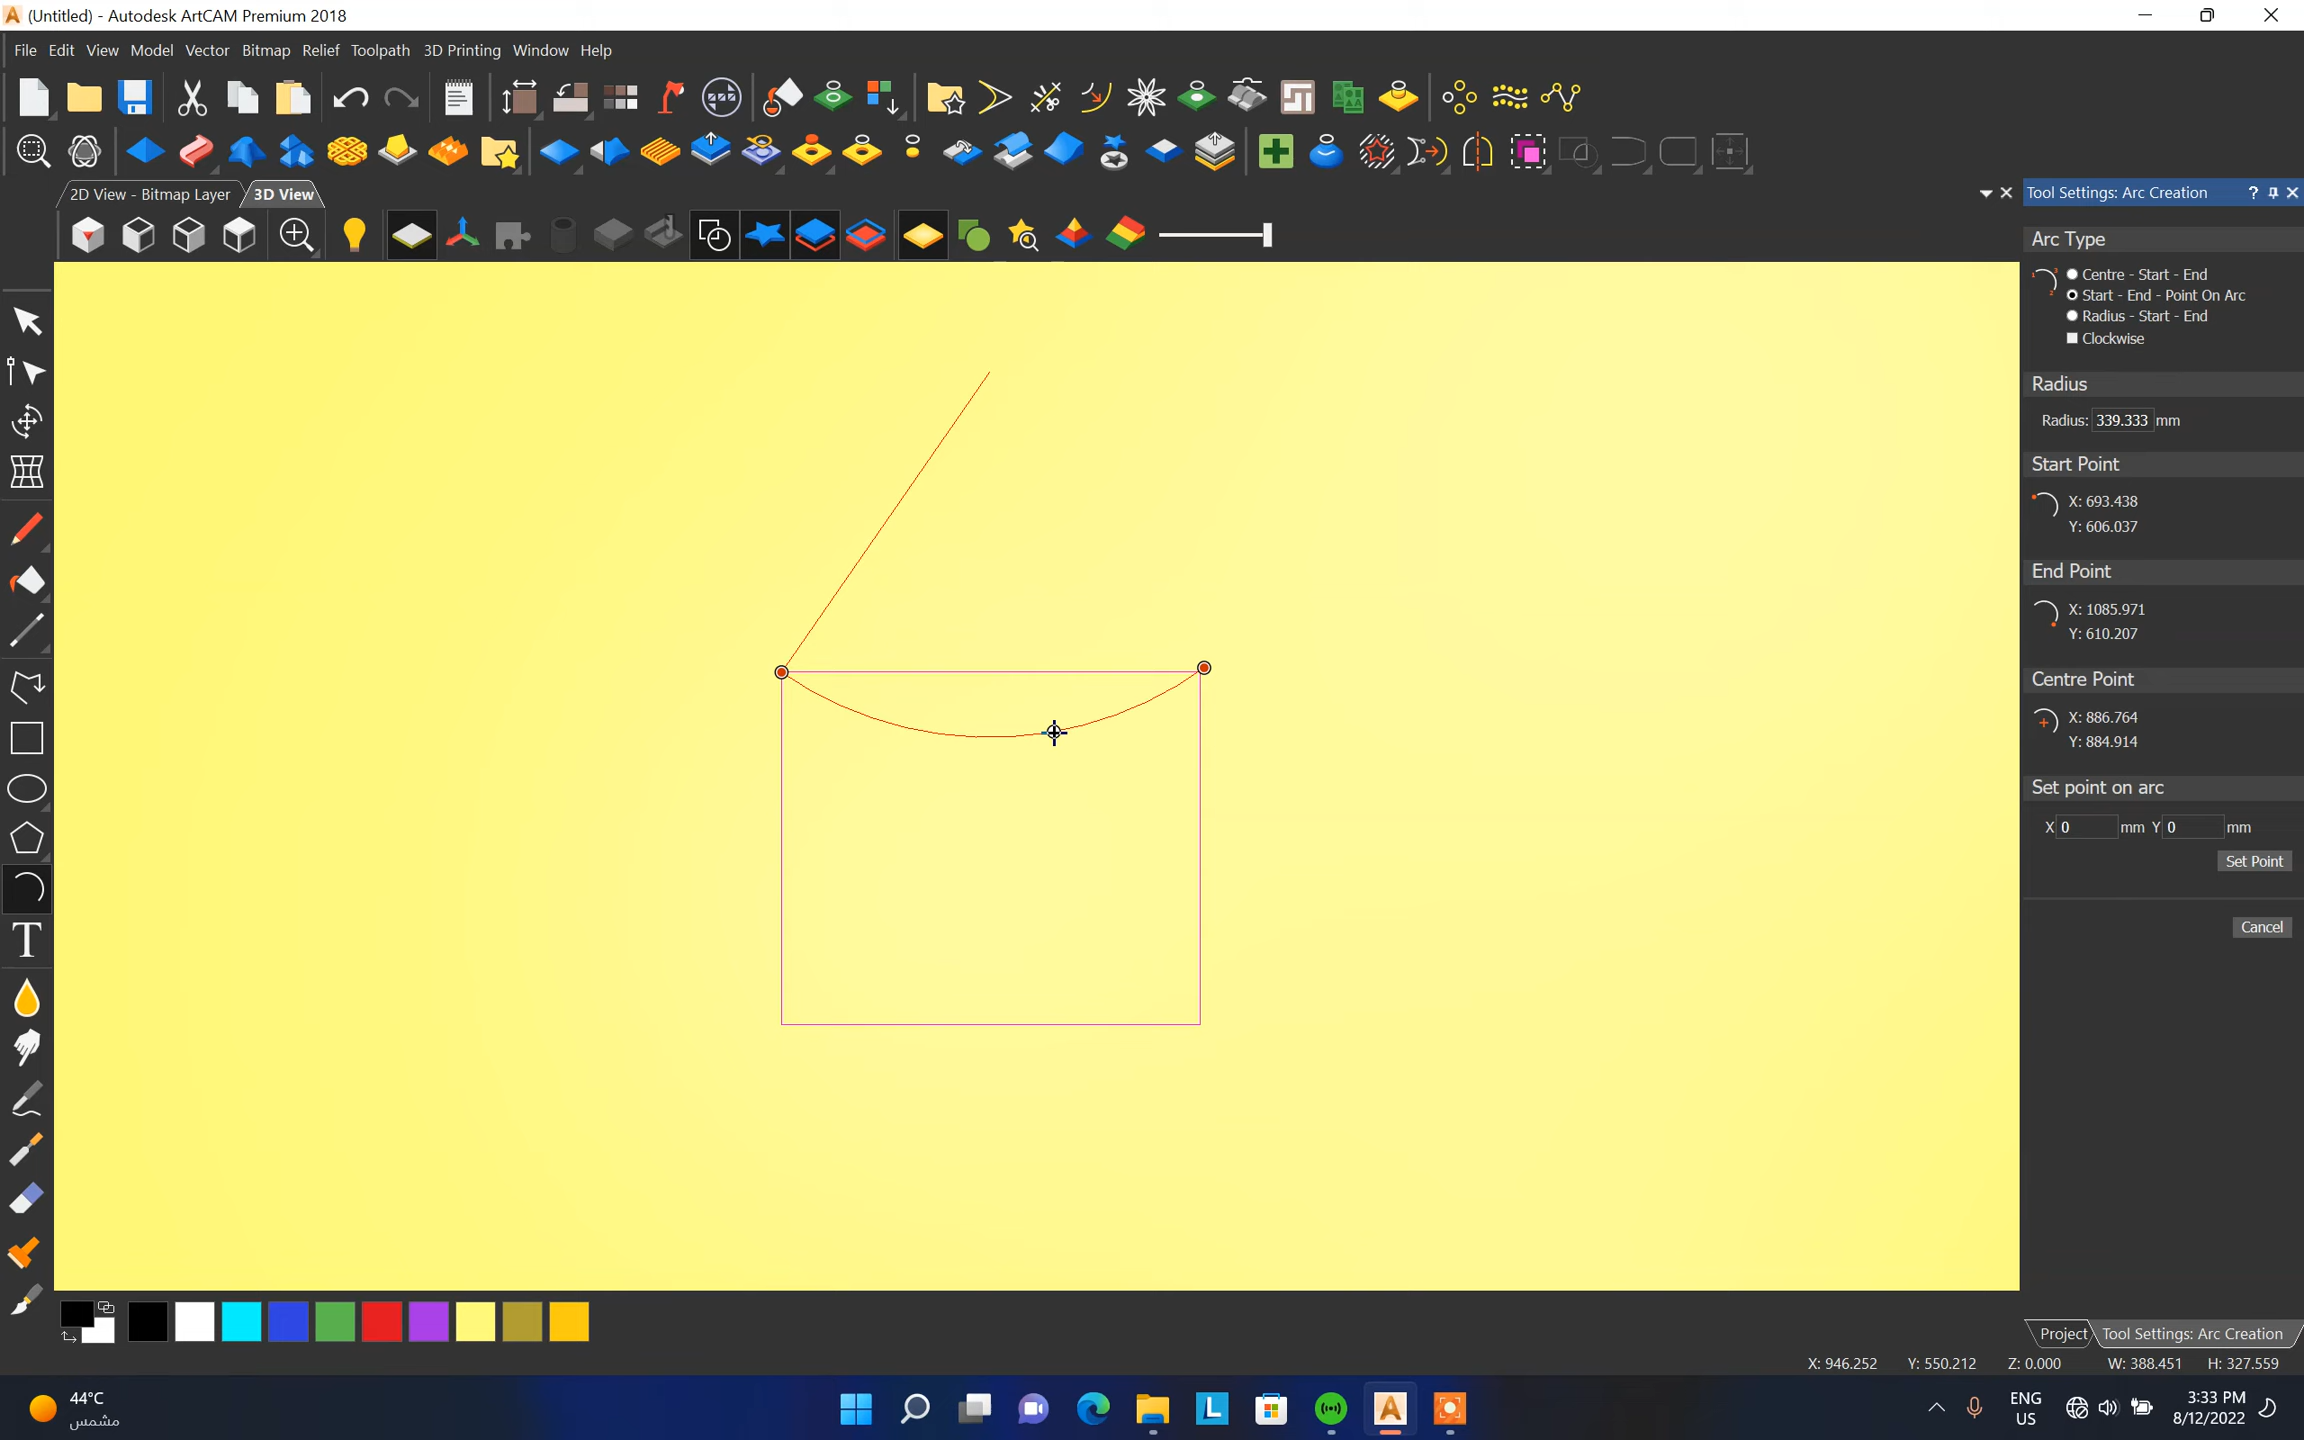 (Untitled) - Autodesk ArtCAM Premium 2018
File Edit View Model Vector Bitmap Relief Toolpath 3D Printing Window Help
2D View - Bitmap Layer 3D View
Tool Settings: Arc Creation ?
Arc Type
Centre - Start - End
Start - End - Point On Arc
Radius - Start - End
Clockwise
Radius
Radius: 339.333 mm
Start Point
X: 693.438
Y: 606.037
End Point
X: 1085.971
Y: 610.207
Centre Point
X: 886.764
Y: 884.914
Set point on arc
X 0 mm Y 0 mm
Set Point
Cancel
T
Project Tool Settings: Arc Creation
X: 946.252 Y: 550.212 Z: 0.000 W: 388.451 H: 327.559
44°C
مشمس
L
A
ENG
US
3:33 PM
8/12/2022